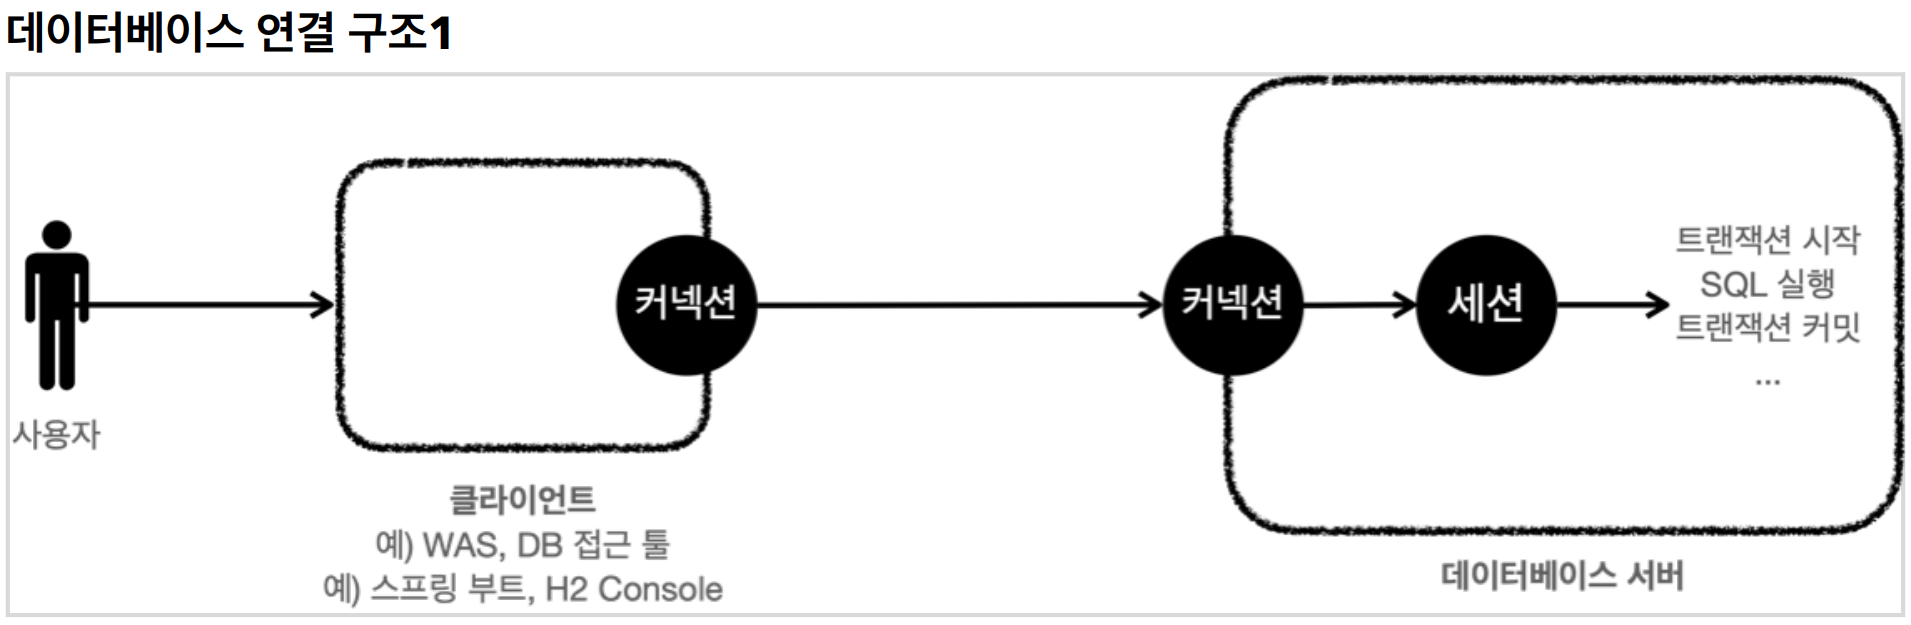 데이터베이스 연결 구조1
사용자
커넥션
클라이언트
예) WAS, DB 접근 툴
예) 스프링 부트, H2 Console
커넥션
세션
트랜잭션 시작
SQL 실행
트랜잭션 커밋
...
데이터베이스 서버